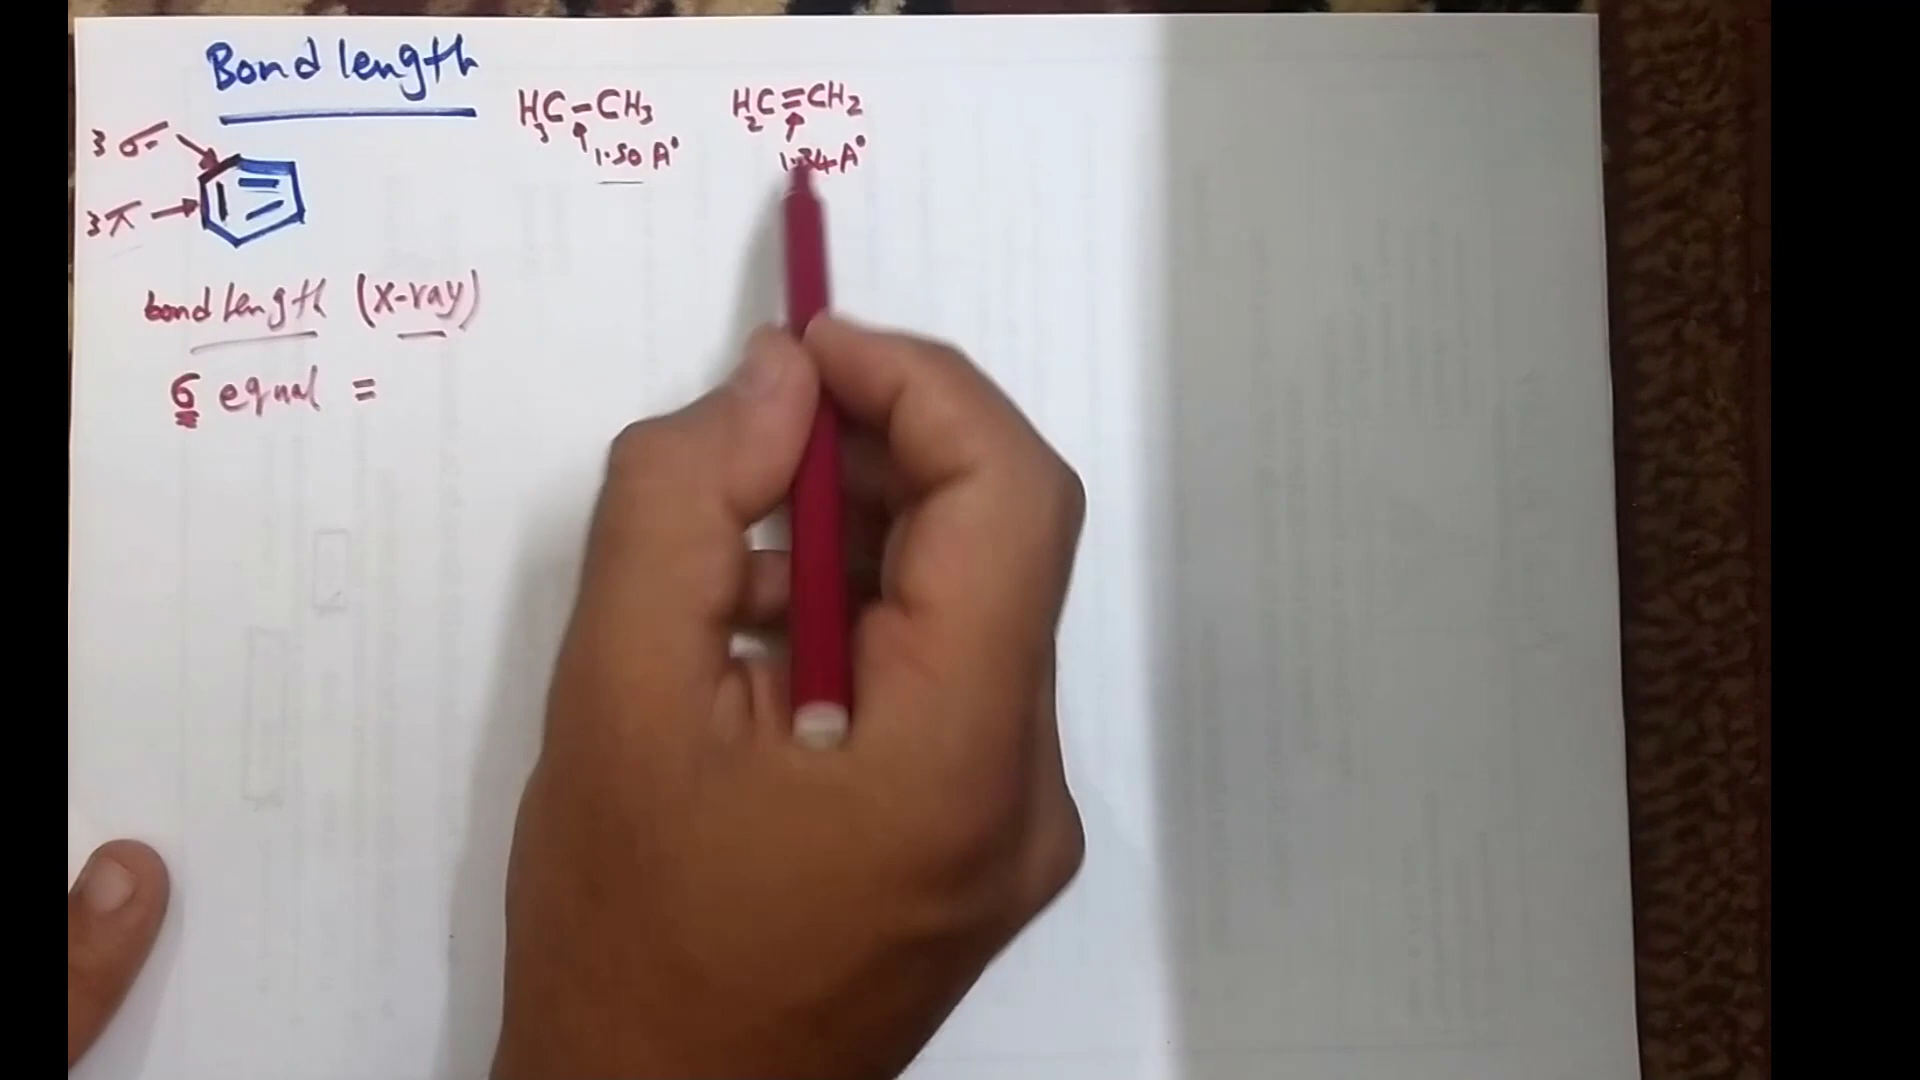 Bond length
H3C-CH3 H2C=CH2
1.50 A° 1.34 A°
3 σ
3 π
bond length (X-ray)
6 equal =